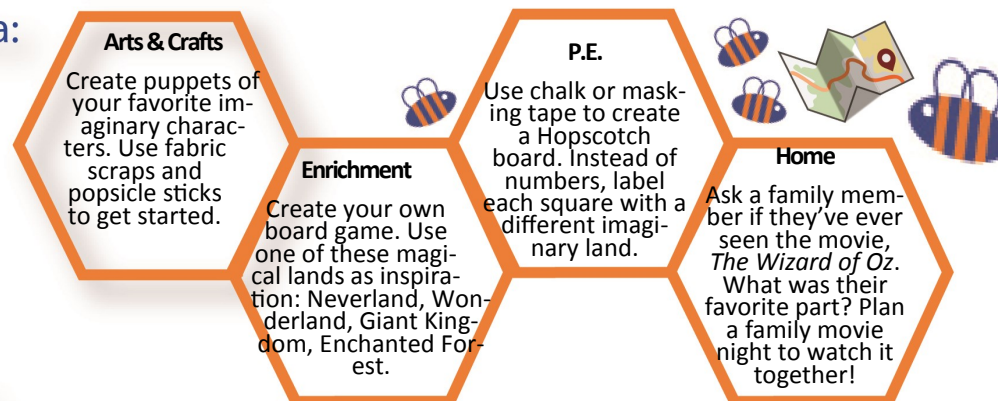 a:
Arts & Crafts
Create puppets of
your favorite im-
aginary charac-
ters. Use fabric
scraps and
popsicle sticks
to get started.
Enrichment
Create your own
board game. Use
one of these magi-
cal lands as inspira-
tion: Neverland, Won-
derland, Giant King-
dom, Enchanted For-
est.
P.E.
Use chalk or mask-
ing tape to create
a Hopscotch
board. Instead of
numbers, label
each square with a
different imagi-
nary land.
Home
Ask a family mem-
ber if they’ve ever
seen the movie,
The Wizard of Oz.
What was their
favorite part? Plan
a family movie
night to watch it
together!